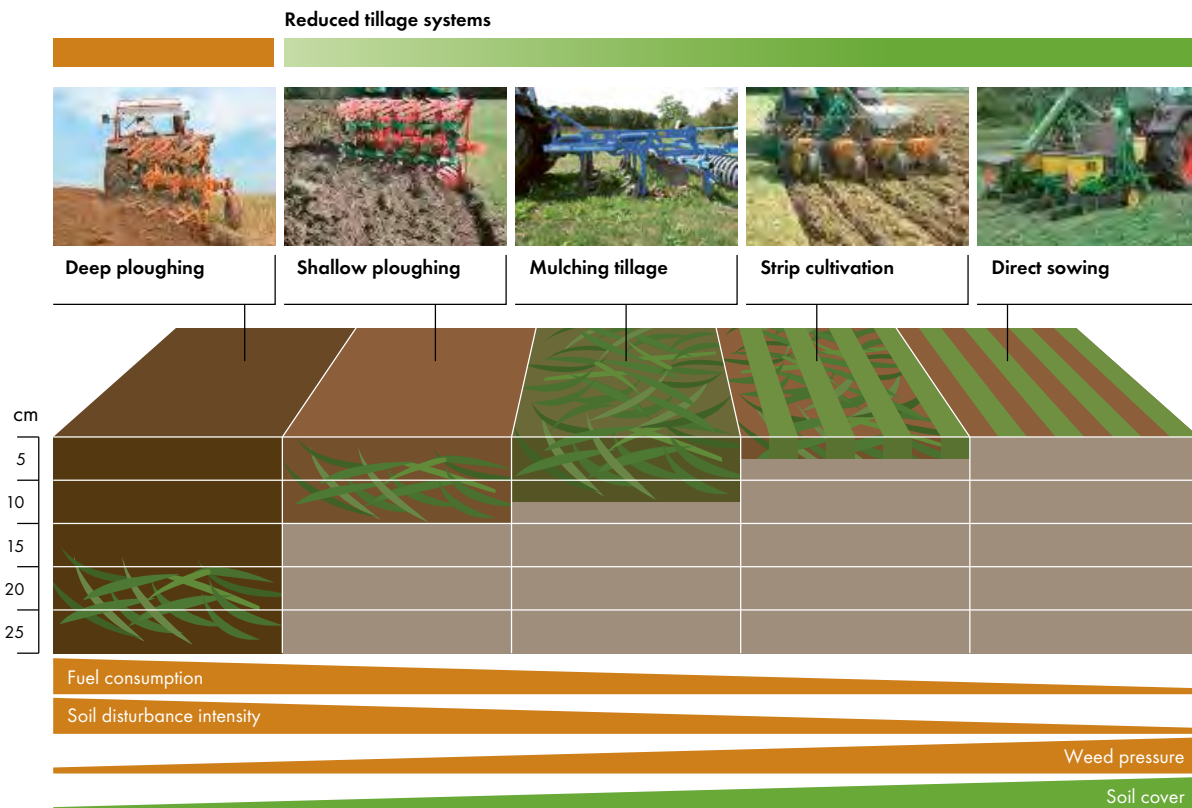 Reduced tillage systems
Deep ploughing
Shallow ploughing
Mulching tillage
Strip cultivation
Direct sowing
cm
5
10
15
20
25
Fuel consumption
Soil disturbance intensity
Weed pressure
Soil cover